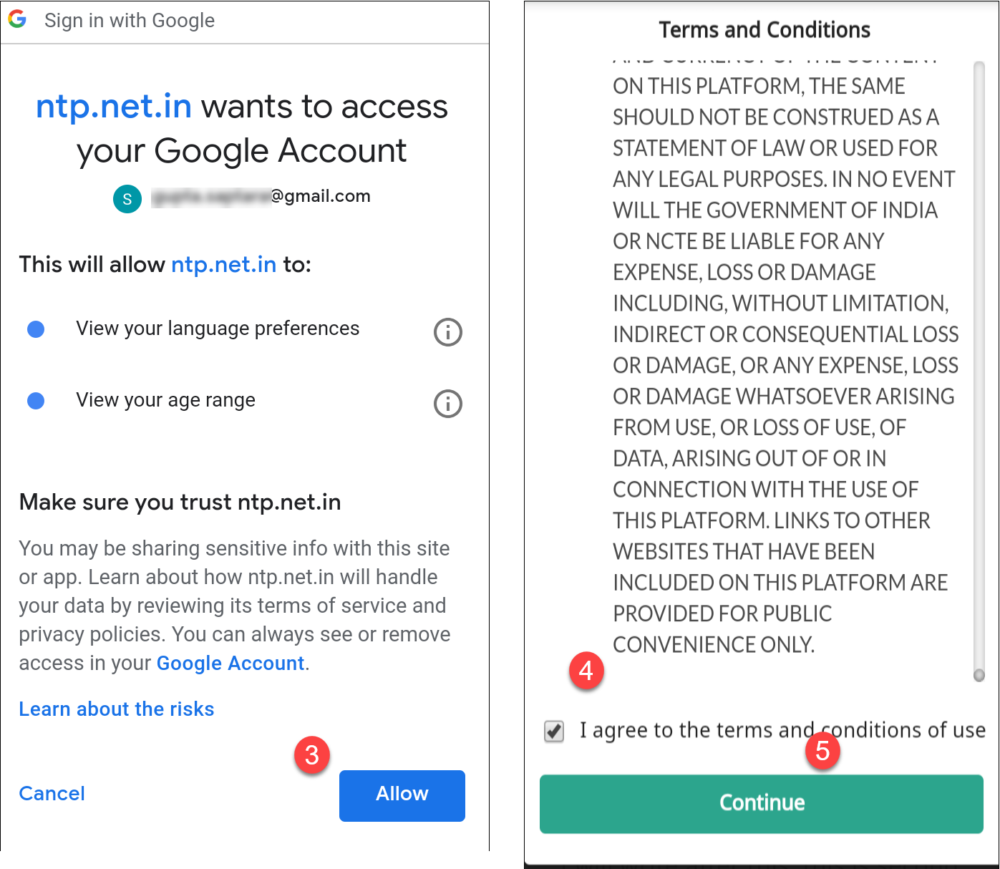 Sign in with Google
ntp.net.in wants to access
your Google Account
S
@gmail.com
This will allow ntp.net.in to:
View your language preferences
View your age range
Make sure you trust ntp.net.in
You may be sharing sensitive info with this site
or app. Learn about how ntp.net.in will handle
your data by reviewing its terms of service and
privacy policies. You can always see or remove
access in your Google Account.
Learn about the risks
3
Cancel
Allow
Terms and Conditions
AND CURRENCY OF THE CONTENT
ON THIS PLATFORM, THE SAME
SHOULD NOT BE CONSTRUED AS A
STATEMENT OF LAW OR USED FOR
ANY LEGAL PURPOSES. IN NO EVENT
WILL THE GOVERNMENT OF INDIA
OR NCTE BE LIABLE FOR ANY
EXPENSE, LOSS OR DAMAGE
INCLUDING, WITHOUT LIMITATION,
INDIRECT OR CONSEQUENTIAL LOSS
OR DAMAGE, OR ANY EXPENSE, LOSS
OR DAMAGE WHATSOEVER ARISING
FROM USE, OR LOSS OF USE, OF
DATA, ARISING OUT OF OR IN
CONNECTION WITH THE USE OF
THIS PLATFORM. LINKS TO OTHER
WEBSITES THAT HAVE BEEN
INCLUDED ON THIS PLATFORM ARE
PROVIDED FOR PUBLIC
CONVENIENCE ONLY.
4
I agree to the terms and conditions of use
5
Continue